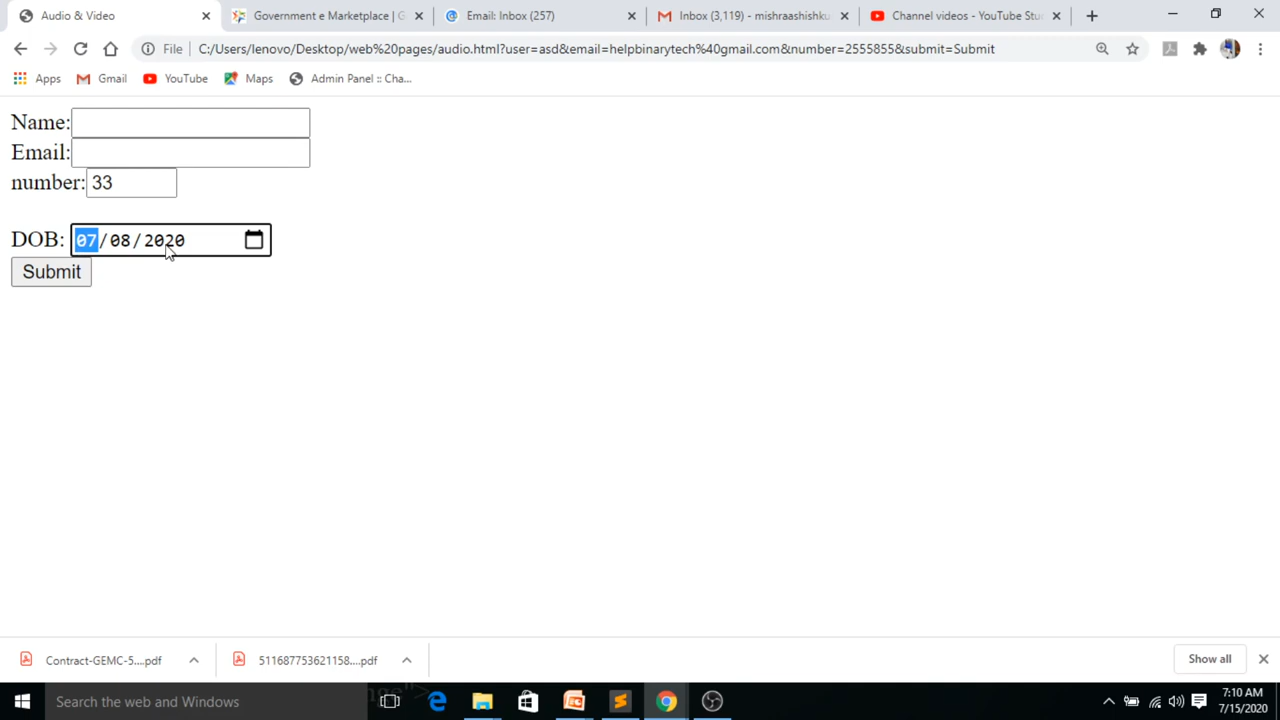 Audio & Video
Government e Marketplace | G
Email: Inbox (257)
Inbox (3,119) - mishraashishku
Channel videos - YouTube Stu
File
C:/Users/lenovo/Desktop/web%20pages/audio.html?user=asd&email=helpbinarytech%40gmail.com&number=2555855&submit=Submit
Apps
Gmail
YouTube
Maps
Admin Panel :: Cha...
Name:
Email:
number: 33
DOB: 07/08/2020
Submit
Contract-GEMC-5....pdf
511687753621158....pdf
Show all
Search the web and Windows
7:10 AM
7/15/2020